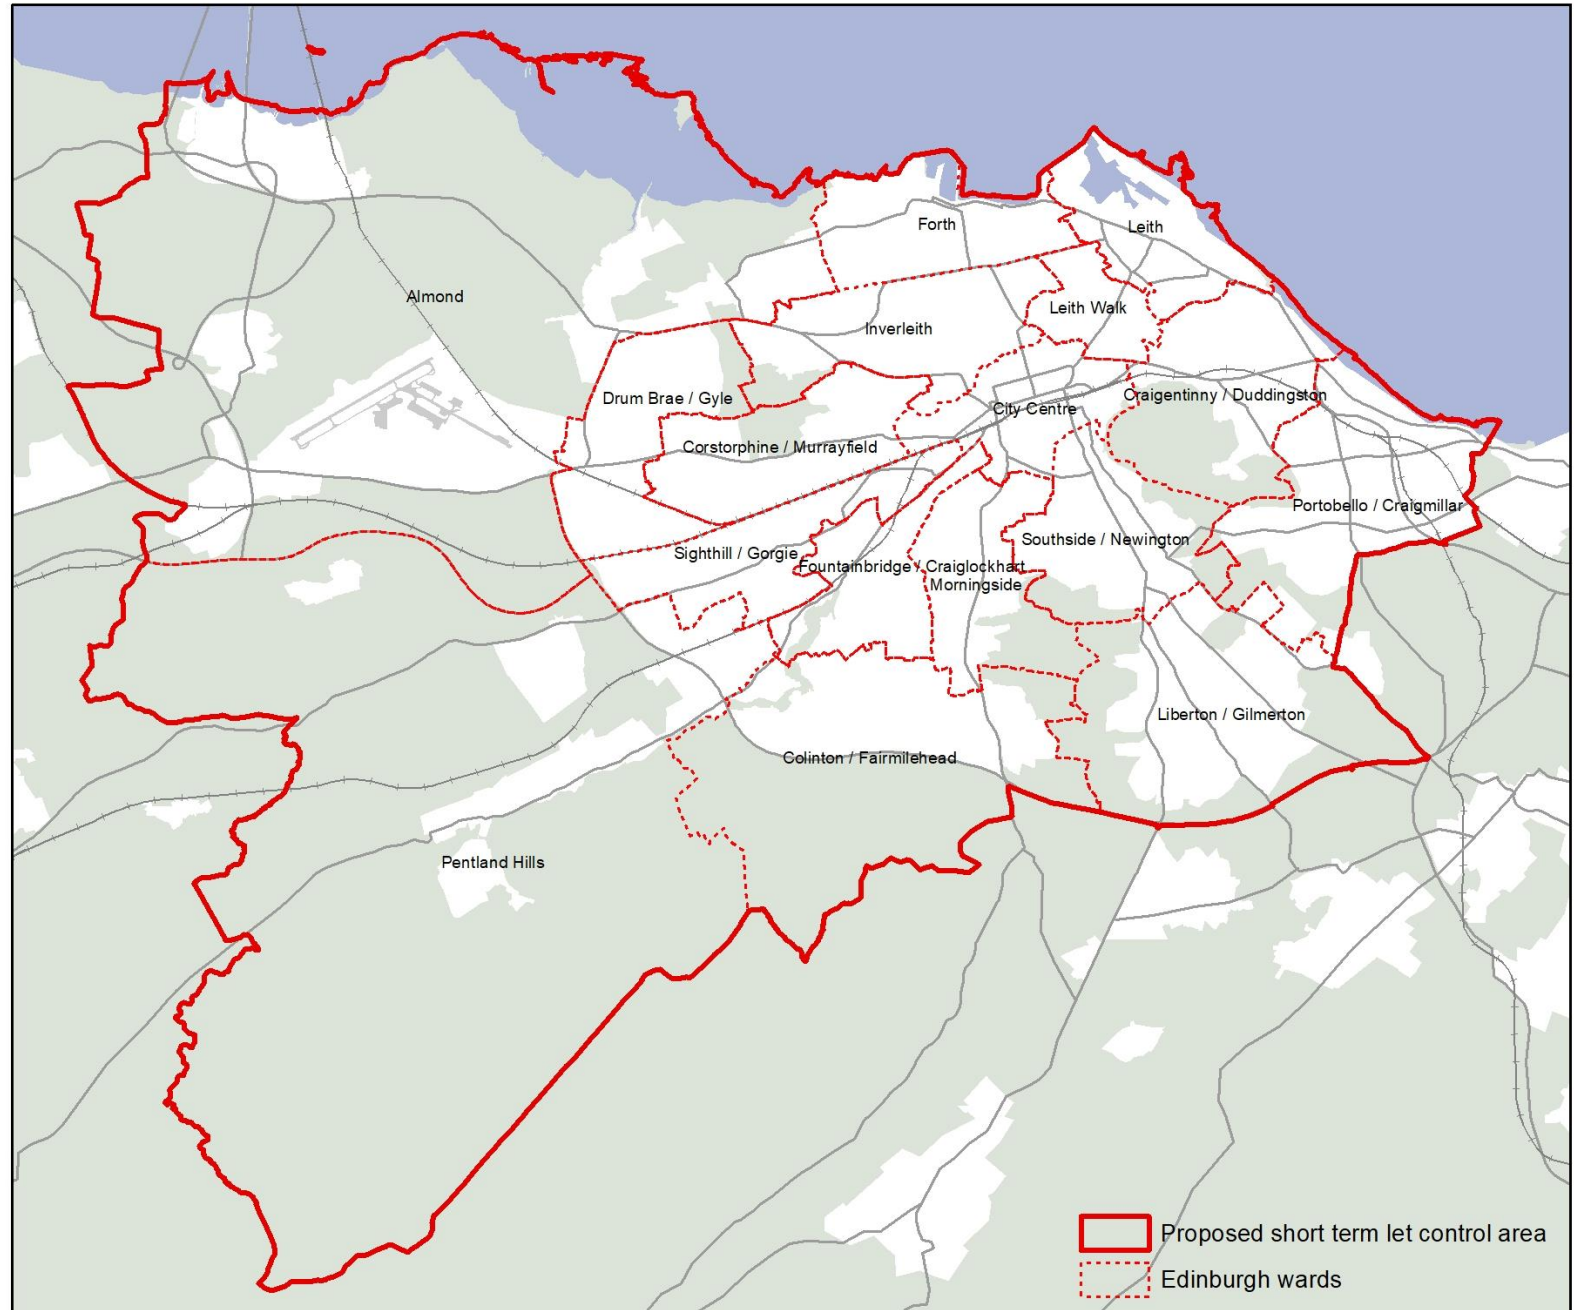 Forth
Leith
Almond
Leith Walk
Inverleith
Drum Brae / Gyle
City Centre
Craigentinny / Duddingston
Corstorphine / Murrayfield
Portobello / Craigmillar
Southside / Newington
Sighthill / Gorgie
Fountainbridge / Craiglockhart
Morningside
Liberton / Gilmerton
Colinton / Fairmilehead
Pentland Hills
Proposed short term let control area
Edinburgh wards